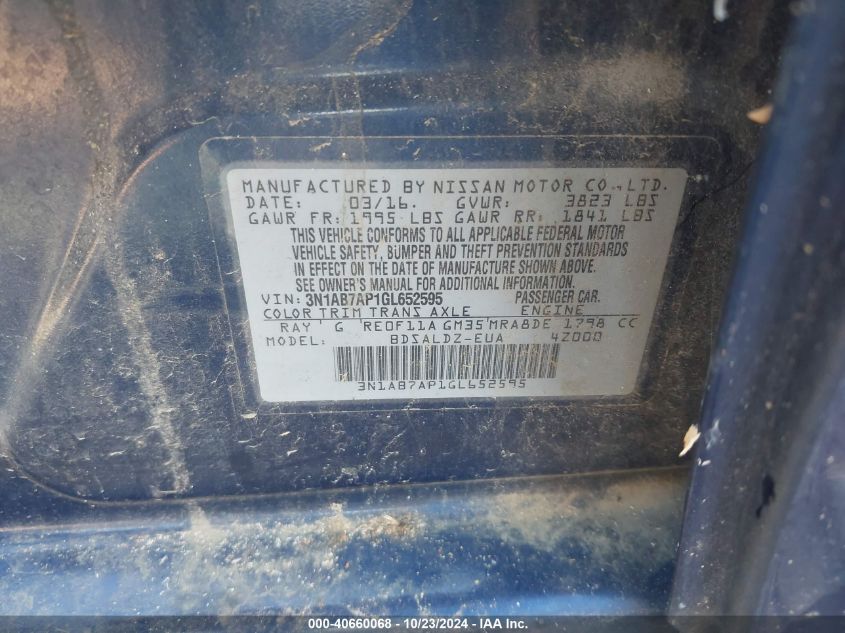 MANUFACTURED BY NISSAN MOTOR CO., LTD.
DATE: 03/16. GVWR: 3823 LBS
GAWR FR: 1995 LBS GAWR RR: 1841 LBS
THIS VEHICLE CONFORMS TO ALL APPLICABLE FEDERAL MOTOR
VEHICLE SAFETY, BUMPER AND THEFT PREVENTION STANDARDS
IN EFFECT ON THE DATE OF MANUFACTURE SHOWN ABOVE.
SEE OWNER'S MANUAL FOR ADDITIONAL INFORMATION.
VIN: 3N1AB7AP1GL652595 PASSENGER CAR.
COLOR TRIM TRANS AXLE ENGINE
RAY G RE0F11A GM35 MRA8DE 1798 CC
MODEL: BDSALDZ-EUA 4Z000
3N1AB7AP1GL652595
000-40660068 - 10/23/2024 - IAA Inc.